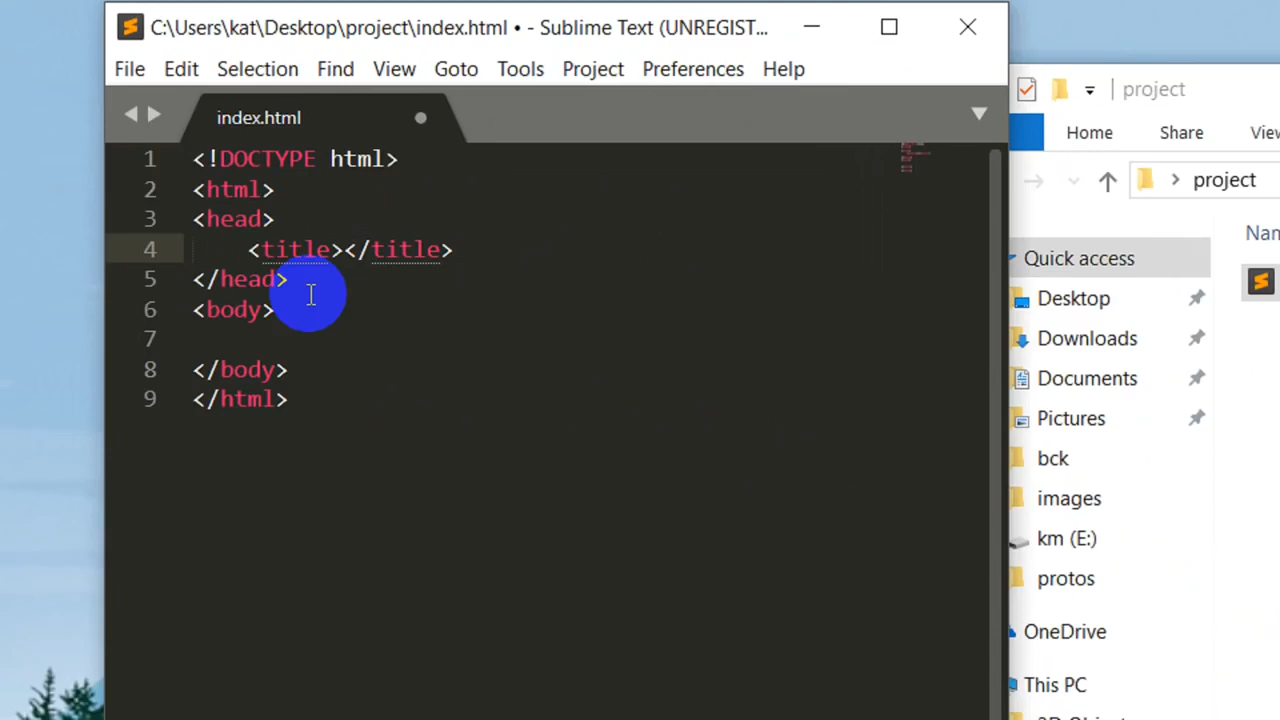 C:\Users\kat\Desktop\project\index.html • - Sublime Text (UNREGIST...
File Edit Selection Find View Goto Tools Project Preferences Help
index.html
1 <!DOCTYPE html>
2 <html>
3 <head>
4     <title></title>
5 </head>
6 <body>
7
8 </body>
9 </html>
project
Home Share
project
Quick access
Desktop
Downloads
Documents
Pictures
bck
images
km (E:)
protos
OneDrive
This PC